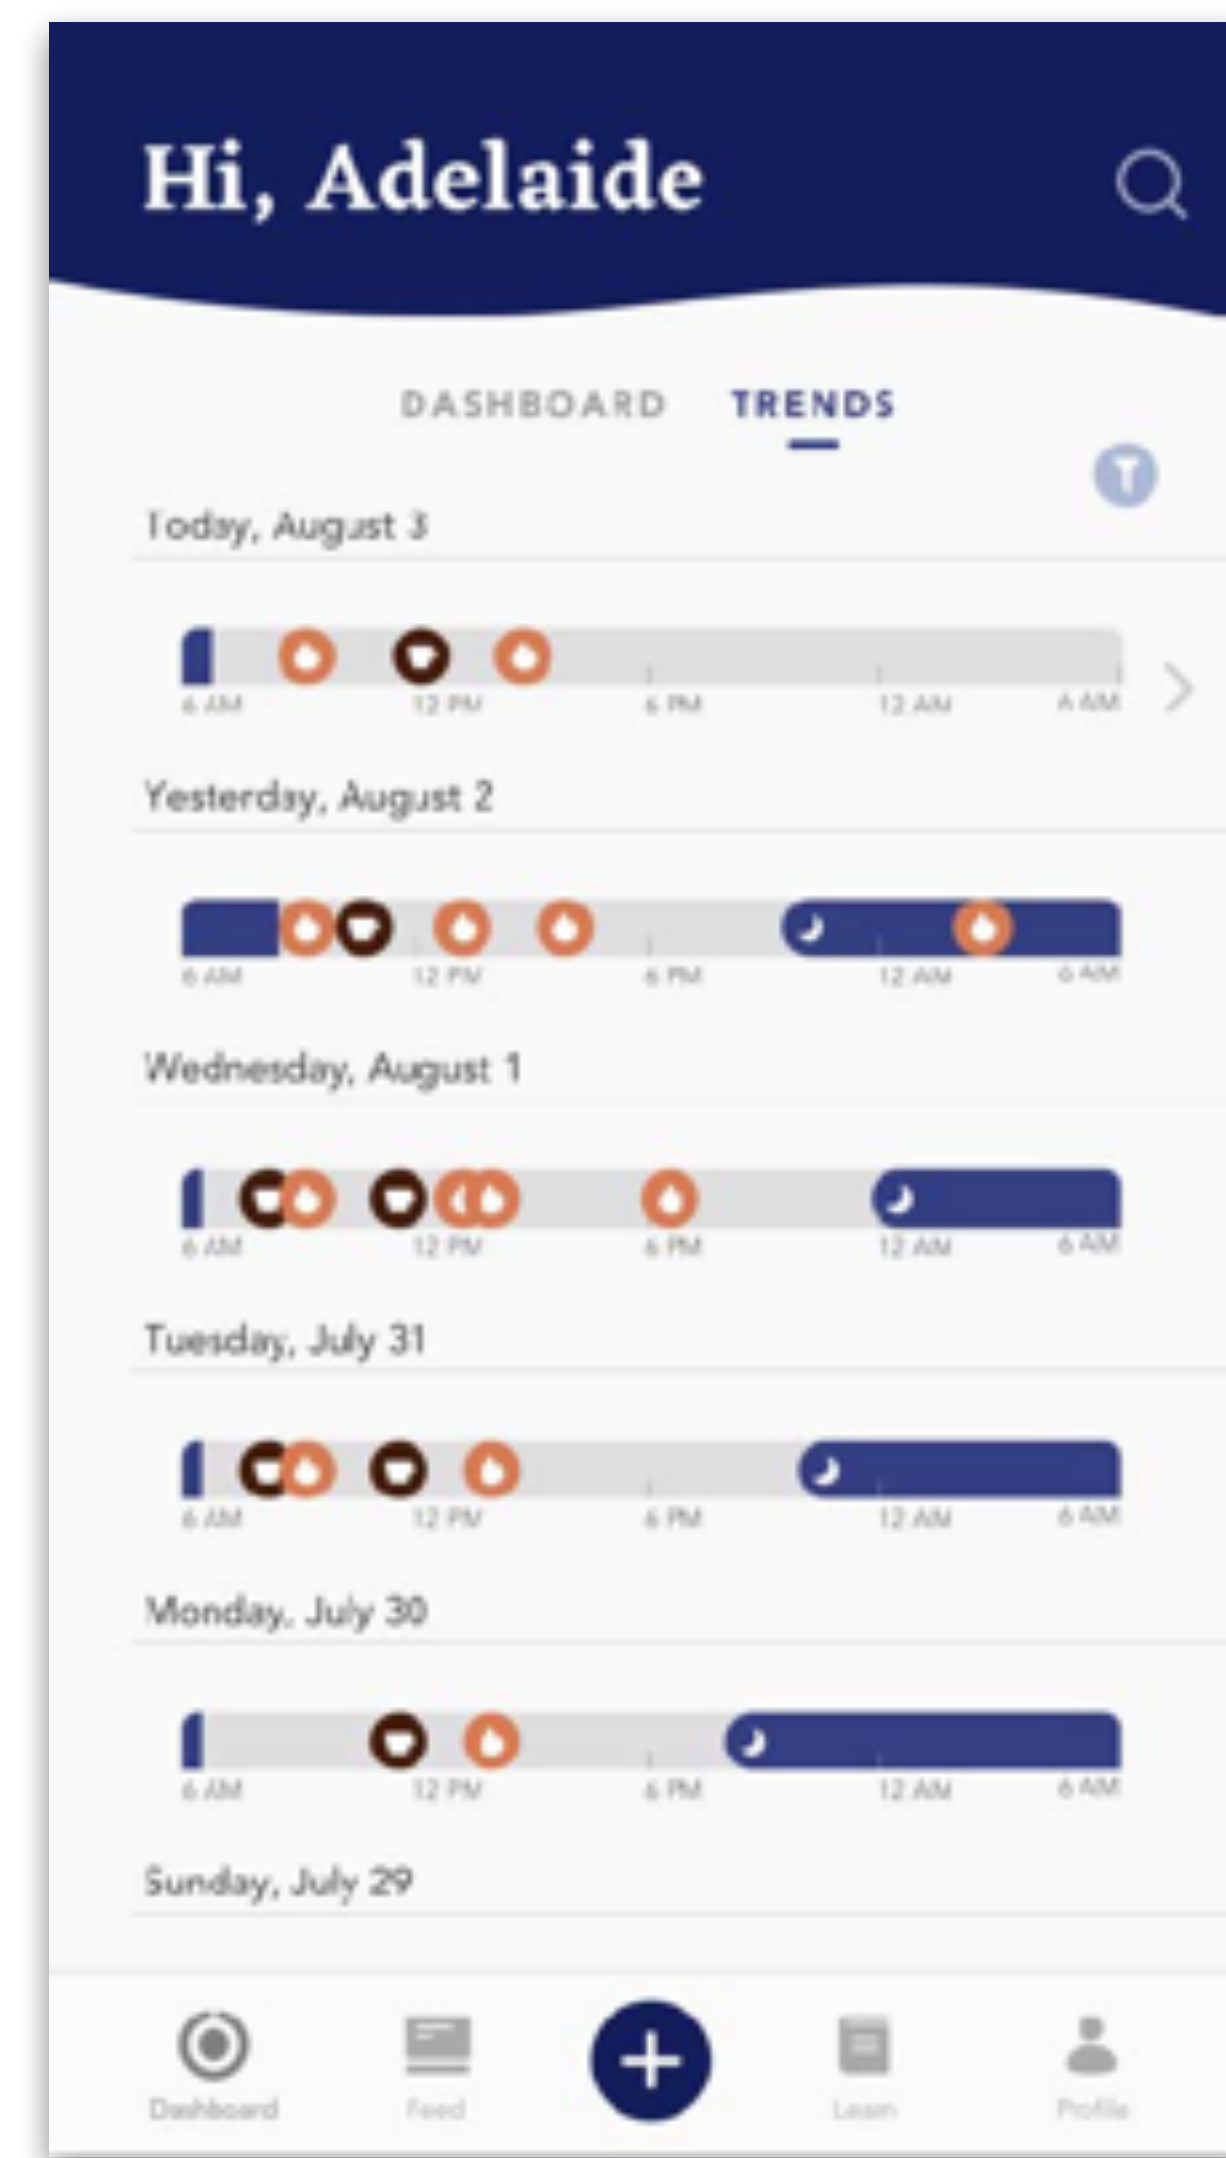 Hi, Adelaide
DASHBOARD TRENDS
Today, August 3
6 AM 12 PM 6 PM 12 AM 6 AM
Yesterday, August 2
6 AM 12 PM 6 PM 12 AM 6 AM
Wednesday, August 1
6 AM 12 PM 6 PM 12 AM 6 AM
Tuesday, July 31
6 AM 12 PM 6 PM 12 AM 6 AM
Monday, July 30
6 AM 12 PM 6 PM 12 AM 6 AM
Sunday, July 29
Dashboard Feed Learn Profile